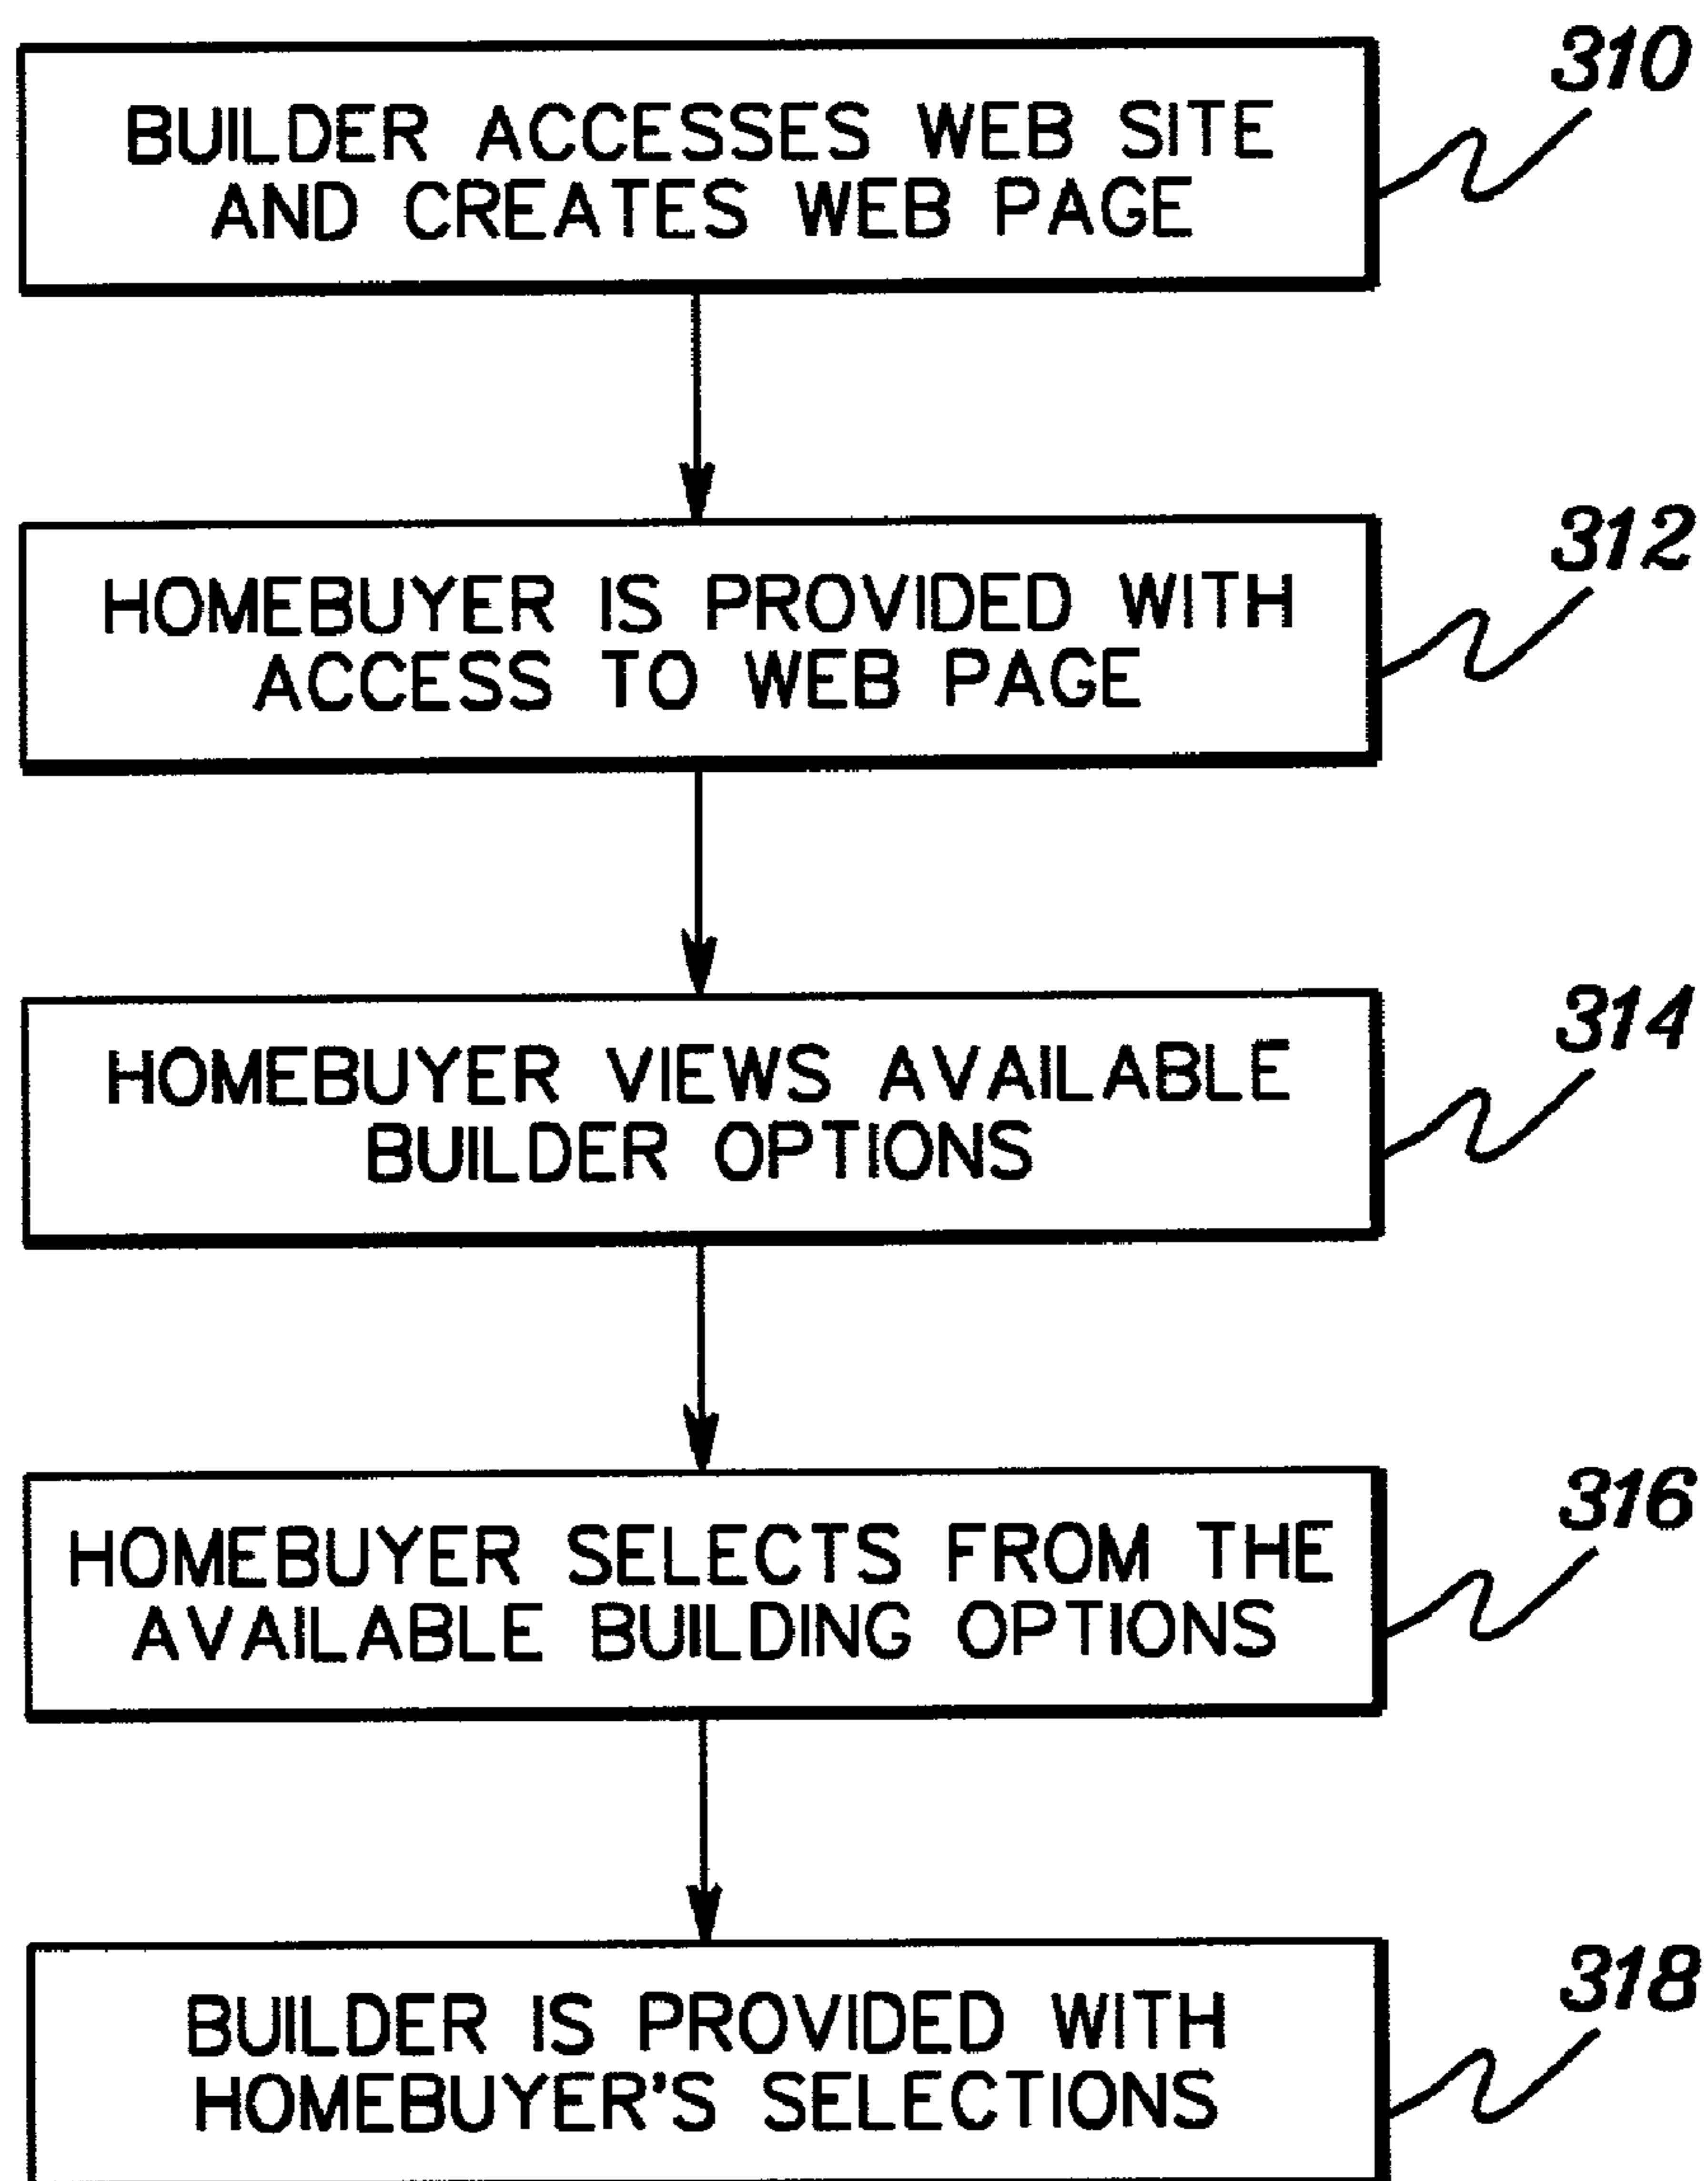 310
BUILDER ACCESSES WEB SITE
AND CREATES WEB PAGE
312
HOMEBUYER IS PROVIDED WITH
ACCESS TO WEB PAGE
314
HOMEBUYER VIEWS AVAILABLE
BUILDER OPTIONS
316
HOMEBUYER SELECTS FROM THE
AVAILABLE BUILDING OPTIONS
318
BUILDER IS PROVIDED WITH
HOMEBUYER'S SELECTIONS